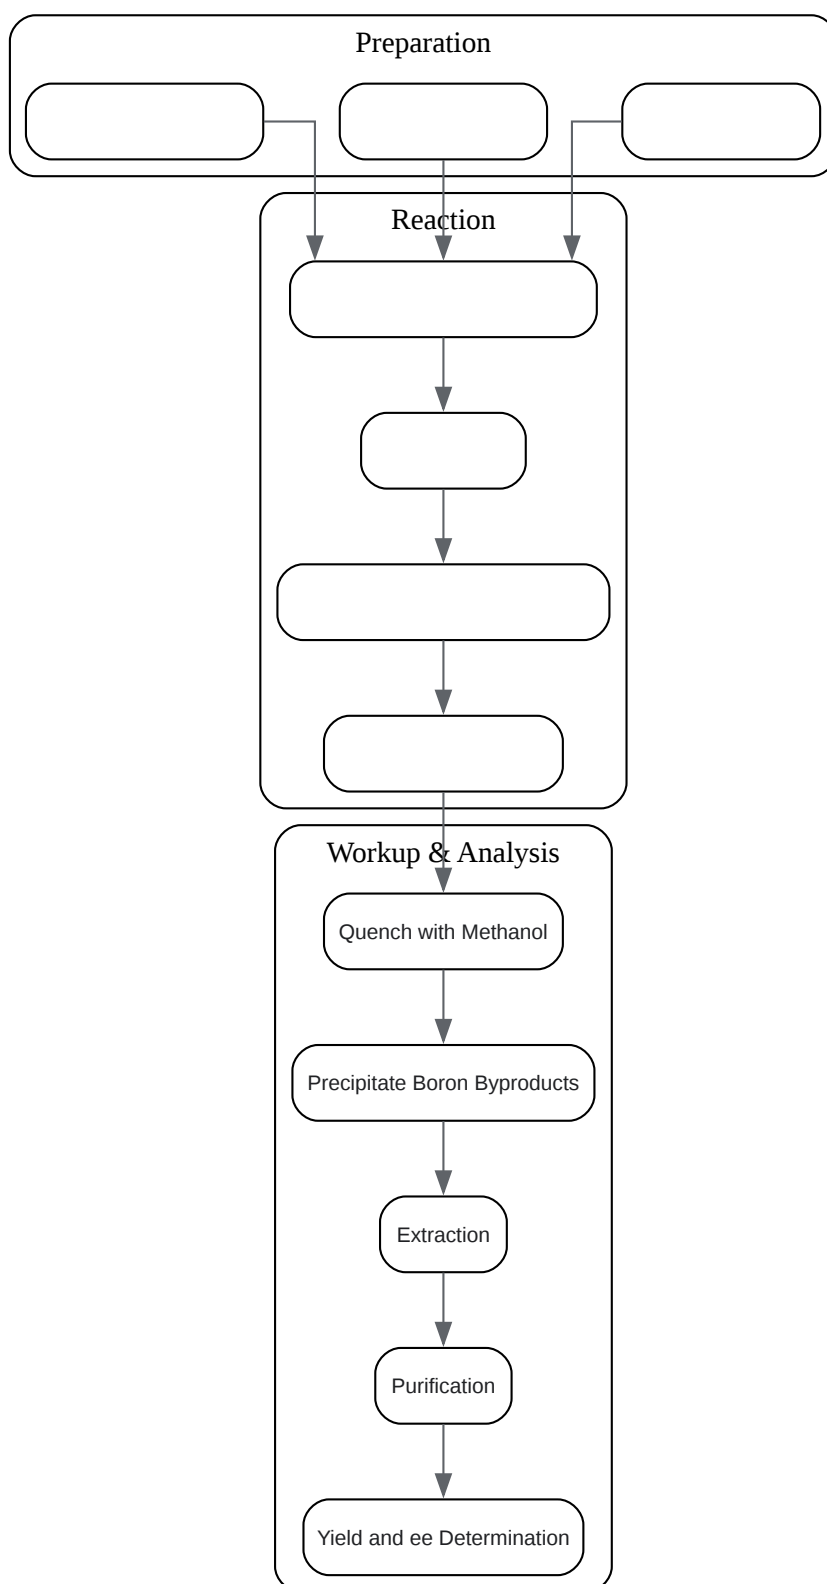 Preparation
Reaction
Workup & Analysis
Quench with Methanol
Precipitate Boron Byproducts
Extraction
Purification
Yield and ee Determination